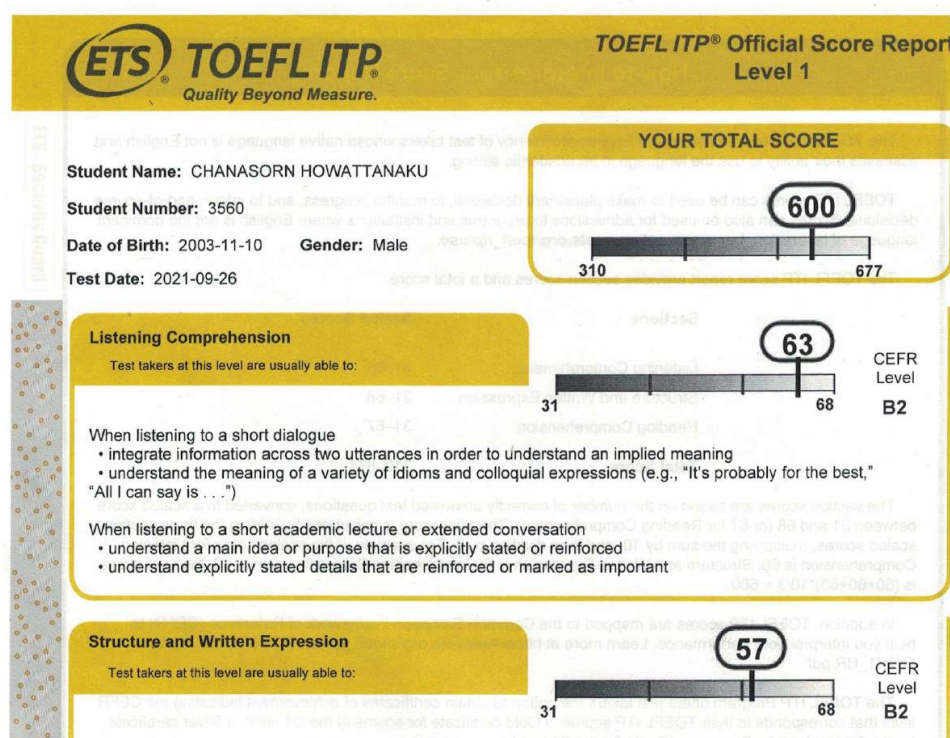 ETS® TOEFL ITP®
Quality Beyond Measure.
TOEFL ITP® Official Score Report
Level 1
Student Name: CHANASORN HOWATTANAKU
Student Number: 35660
Date of Birth: 2003-11-10 Gender: Male
Test Date: 2021-09-26
YOUR TOTAL SCORE
600
310 677
Listening Comprehension
Test takers at this level are usually able to:
63
31 68
CEFR
Level
B2
When listening to a short dialogue
• integrate information across two utterances in order to understand an implied meaning
• understand the meaning of a variety of idioms and colloquial expressions (e.g., "It's probably for the best,"
"All I can say is . . .")
When listening to a short academic lecture or extended conversation
• understand a main idea or purpose that is explicitly stated or reinforced
• understand explicitly stated details that are reinforced or marked as important
Structure and Written Expression
Test takers at this level are usually able to:
57
31 68
CEFR
Level
B2